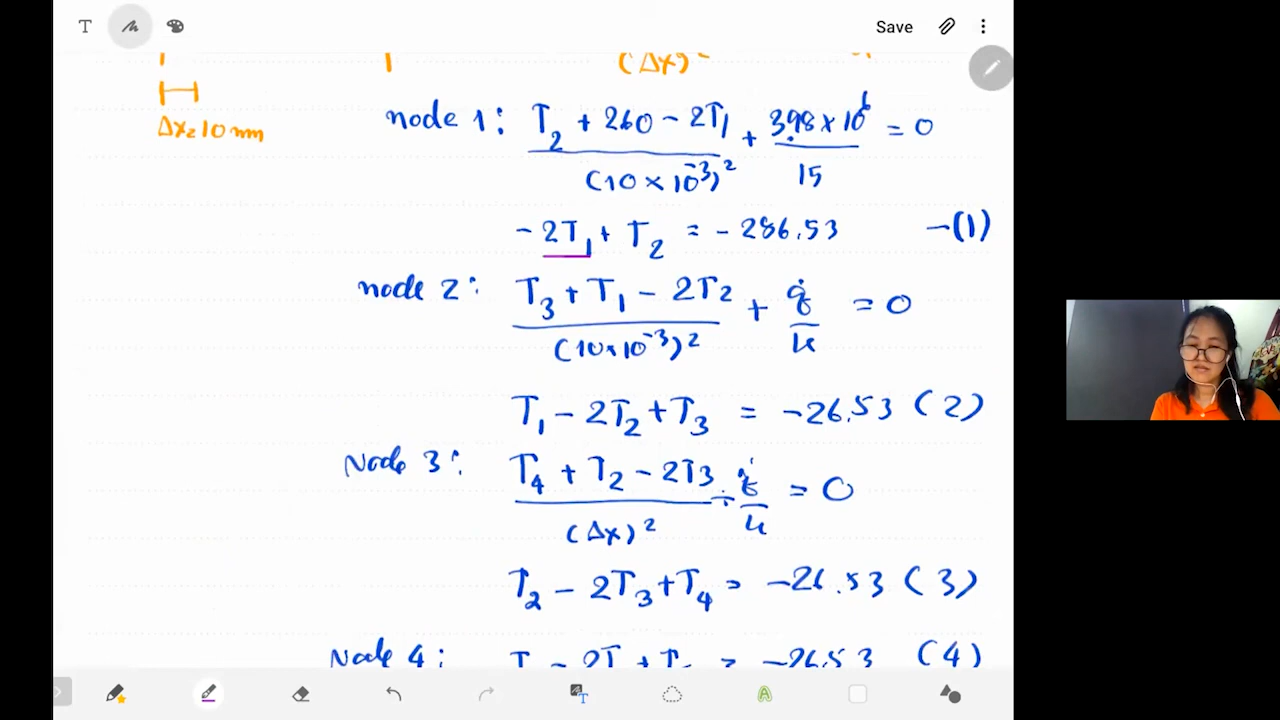 T Save
(Δx)²
Δx=10 mm
node 1: T₂ + 260 - 2T₁ / (10 × 10⁻³)² + 3.98 × 10⁶ / 15 = 0
- 2T₁ + T₂ = - 286.53 -(1)
node 2: T₃ + T₁ - 2T₂ / (10×10⁻³)² + q̇ / k = 0
T₁ - 2T₂ + T₃ = -26.53 (2)
Node 3: T₄ + T₂ - 2T₃ / (Δx)² + q̇ / k = 0
T₂ - 2T₃ + T₄ = -26.53 (3)
Node 4: - 2T + = -26.53 (4)
T
A